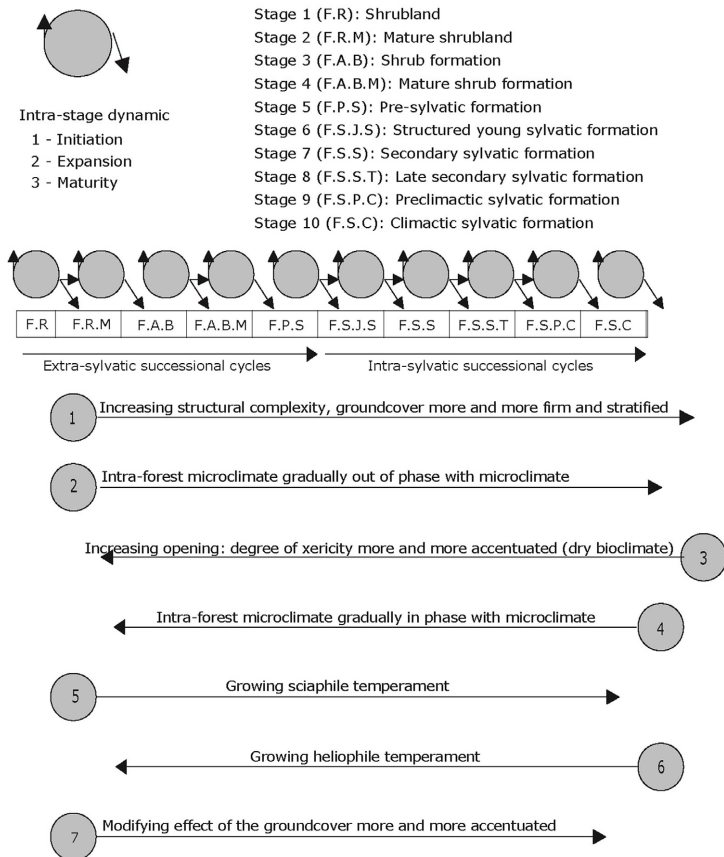 Stage 1 (F.R): Shrubland
Stage 2 (F.R.M): Mature shrubland
Stage 3 (F.A.B): Shrub formation
Stage 4 (F.A.B.M): Mature shrub formation
Stage 5 (F.P.S): Pre-sylvatic formation
Stage 6 (F.S.J.S): Structured young sylvatic formation
Stage 7 (F.S.S): Secondary sylvatic formation
Stage 8 (F.S.S.T): Late secondary sylvatic formation
Stage 9 (F.S.P.C): Preclimactic sylvatic formation
Stage 10 (F.S.C): Climactic sylvatic formation
Intra-stage dynamic
1 - Initiation
2 - Expansion
3 - Maturity
F.R F.R.M F.A.B F.A.B.M F.P.S F.S.J.S F.S.S F.S.S.T F.S.P.C F.S.C
Extra-sylvatic successional cycles Intra-sylvatic successional cycles
1 Increasing structural complexity, groundcover more and more firm and stratified
2 Intra-forest microclimate gradually out of phase with microclimate
Increasing opening: degree of xericity more and more accentuated (dry bioclimate) 3
Intra-forest microclimate gradually in phase with microclimate 4
5 Growing sciaphile temperament
Growing heliophile temperament 6
7 Modifying effect of the groundcover more and more accentuated